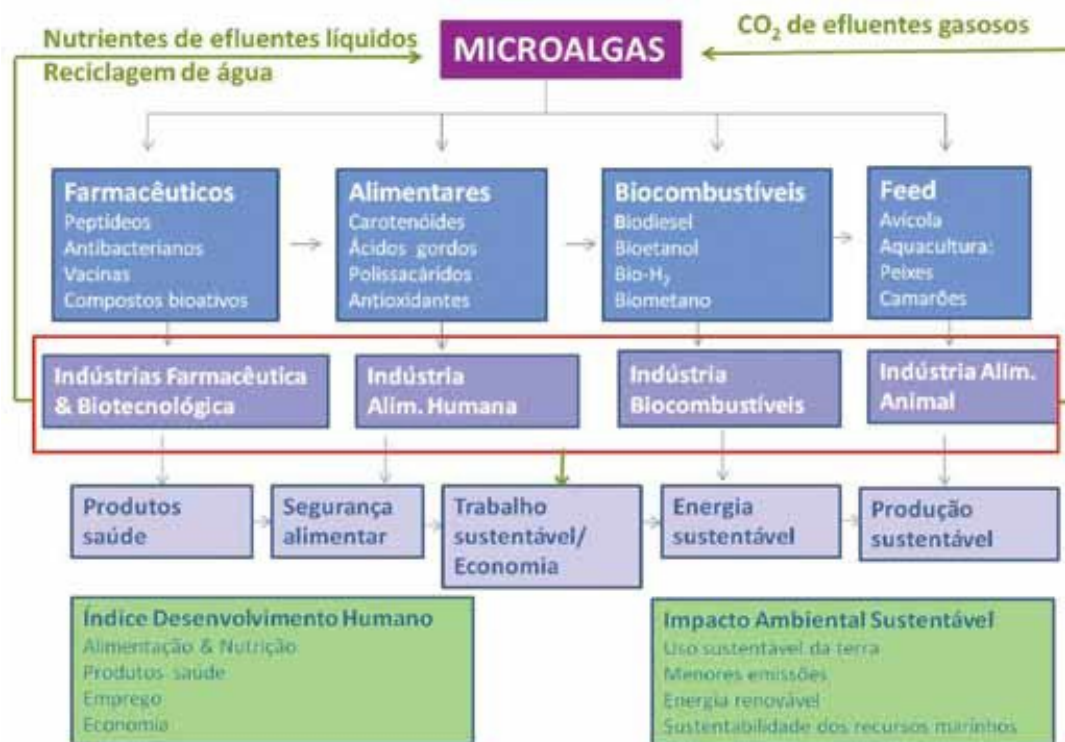 Nutrientes de efluentes líquidos
Reciclagem de água
MICROALGAS
CO₂ de efluentes gasosos
Farmacêuticos
Peptídeos
Antibacterianos
Vacinas
Compostos bioativos
Alimentares
Carotenóides
Ácidos gordos
Polissacáridos
Antioxidantes
Biocombustíveis
Biodiesel
Bioetanol
Bio-H₂
Biometano
Feed
Avícola
Aquacultura:
Peixes
Camarões
Indústrias Farmacêutica
& Biotecnológica
Indústria
Alim. Humana
Indústria
Biocombustíveis
Indústria Alim.
Animal
Produtos
saúde
Segurança
alimentar
Trabalho
sustentável/
Economia
Energia
sustentável
Produção
sustentável
Índice Desenvolvimento Humano
Alimentação & Nutrição
Produtos saúde
Emprego
Economia
Impacto Ambiental Sustentável
Uso sustentável da terra
Menores emissões
Energia renovável
Sustentabilidade dos recursos marinhos